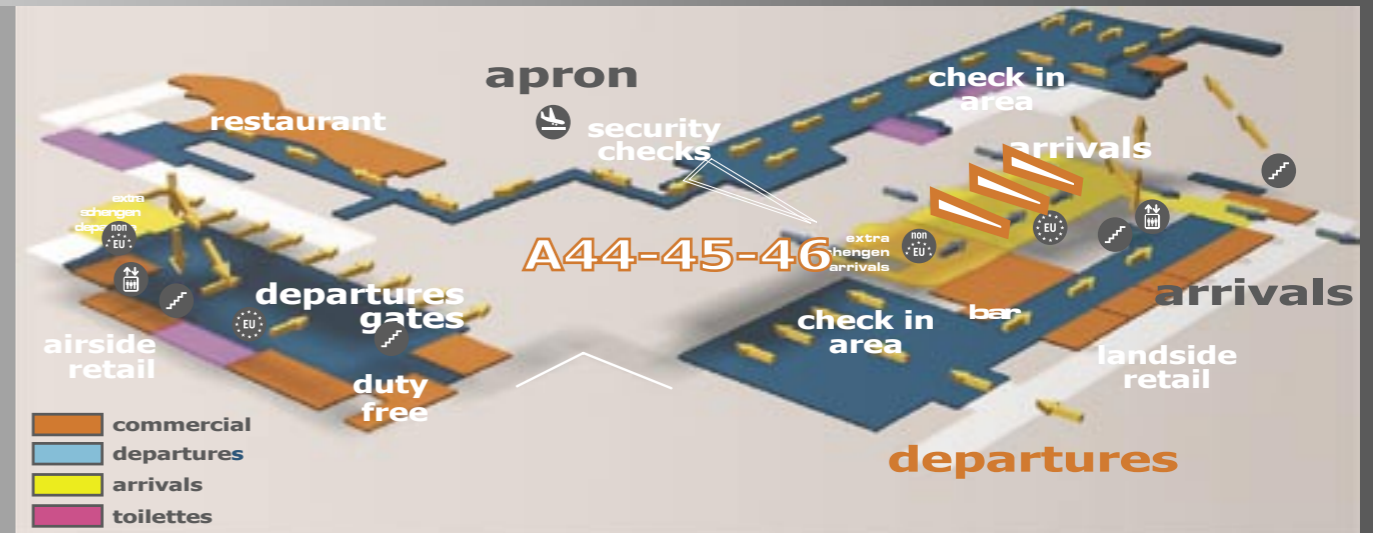 apron
check in
area
restaurant
security
checks
arrivals
extra
schengen
non
EU
A44-45-46
extra
hengen
arrivals
non
EU
EU
departures
gates
EU
arrivals
check in
area
bar
airside
retail
landside
retail
duty
free
commercial
departures
arrivals
toilettes
departures